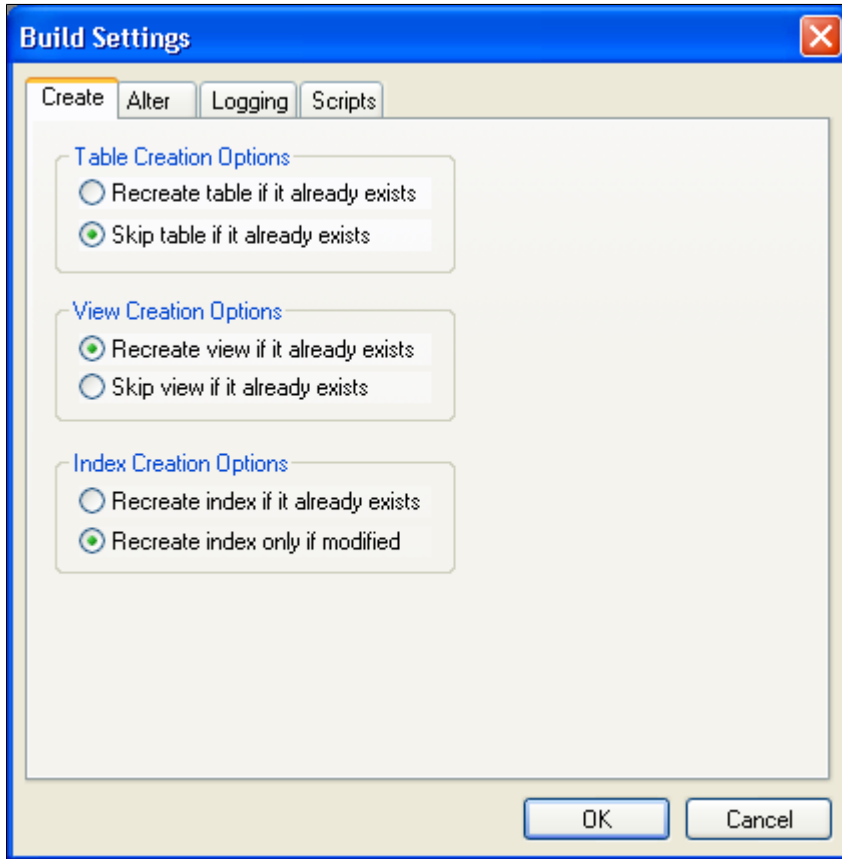 Build Settings
Create Alter Logging Scripts
Table Creation Options
Recreate table if it already exists
Skip table if it already exists
View Creation Options
Recreate view if it already exists
Skip view if it already exists
Index Creation Options
Recreate index if it already exists
Recreate index only if modified
OK Cancel